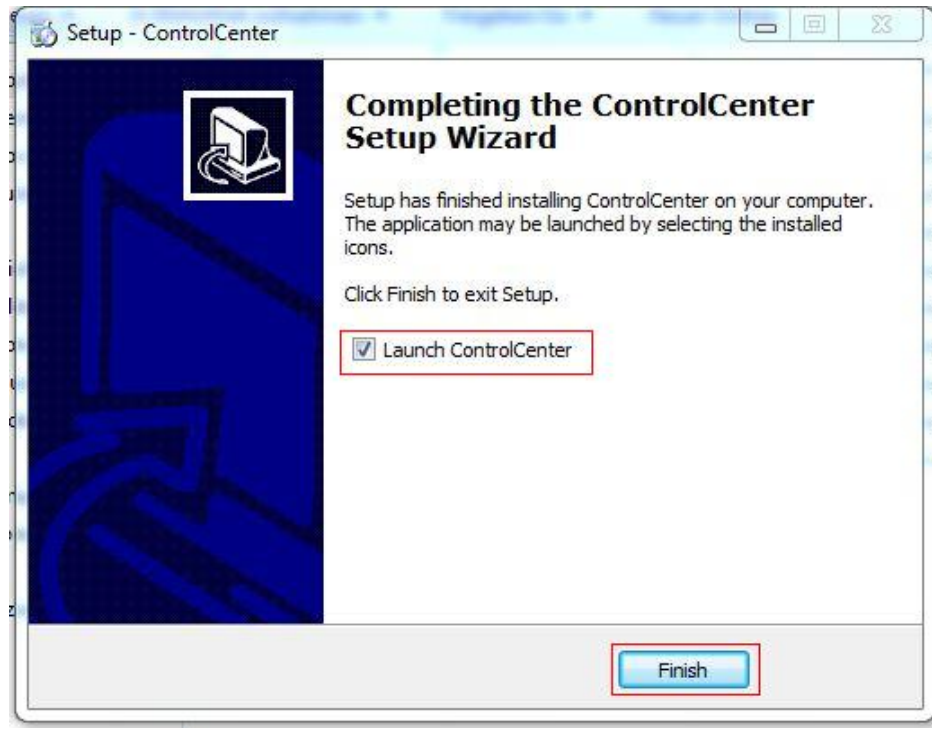 Setup - ControlCenter
Completing the ControlCenter
Setup Wizard
Setup has finished installing ControlCenter on your computer.
The application may be launched by selecting the installed
icons.
Click Finish to exit Setup.
Launch ControlCenter
Finish